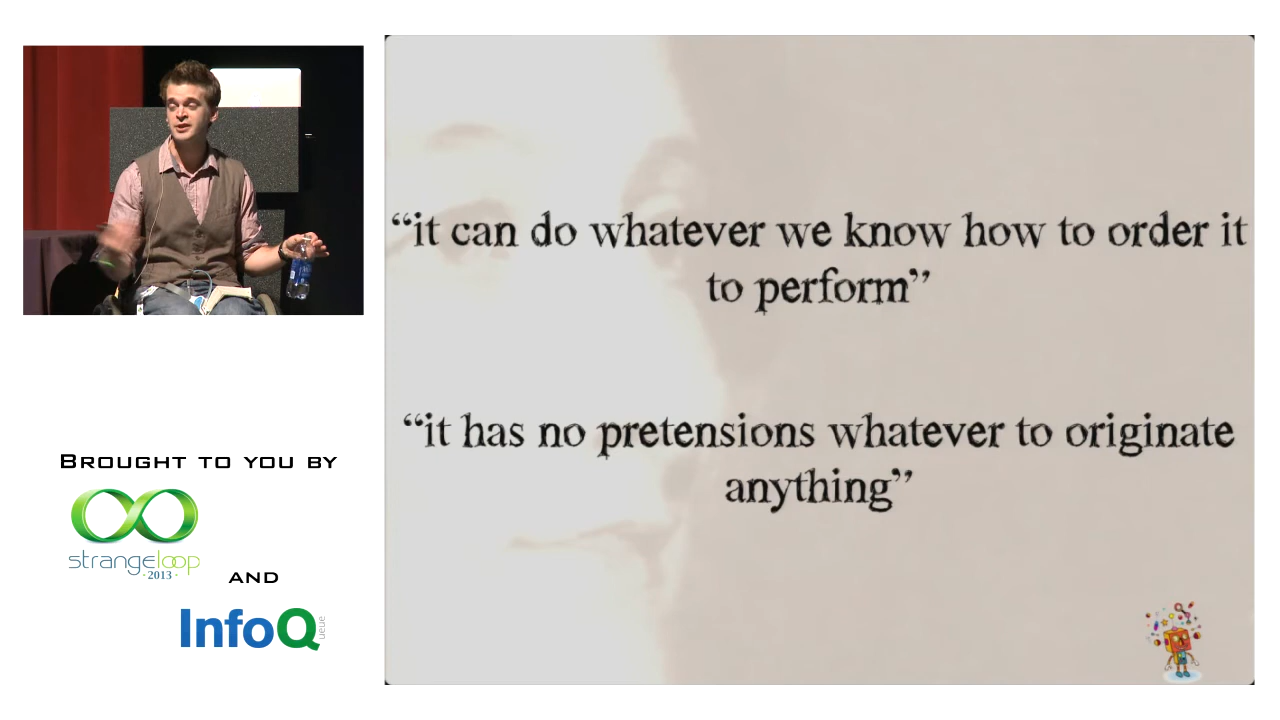 “it can do whatever we know how to order it
to perform”
“it has no pretensions whatever to originate
anything”
BROUGHT TO YOU BY
strangeloop
·2013·
AND
InfoQ
ueue